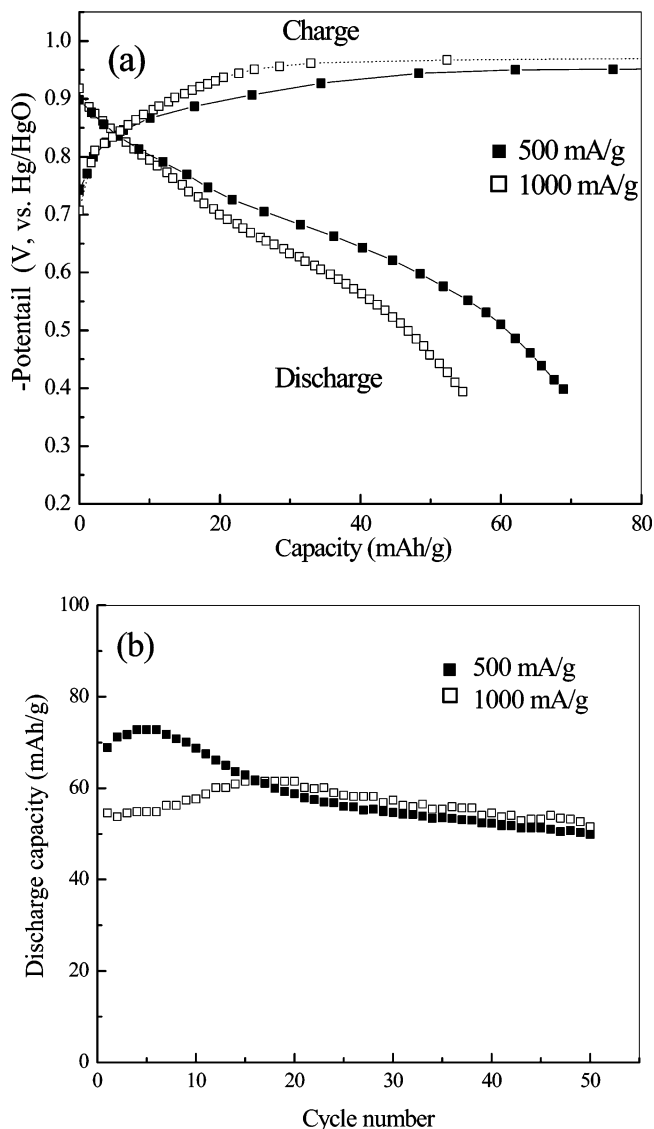 Charge
(a)
1.0
0.9
0.8
0.7
0.6
0.5
0.4
0.3
0.2
-Potentail (V, vs. Hg/HgO)
500 mA/g
1000 mA/g
Discharge
0 20 40 60 80
Capacity (mAh/g)
(b)
100
80
60
40
20
0
Discharge capacity (mAh/g)
500 mA/g
1000 mA/g
0 10 20 30 40 50
Cycle number